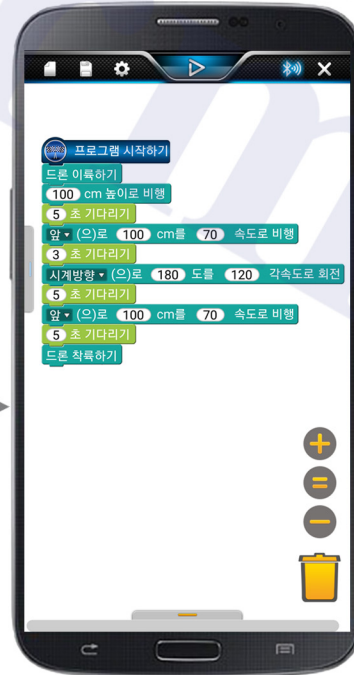 프로그램 시작하기
드론 이륙하기
100 cm 높이로 비행
5 초 기다리기
앞 (으)로 100 cm를 70 속도로 비행
3 초 기다리기
시계방향 (으)로 180 도를 120 각속도로 회전
5 초 기다리기
앞 (으)로 100 cm를 70 속도로 비행
5 초 기다리기
드론 착륙하기